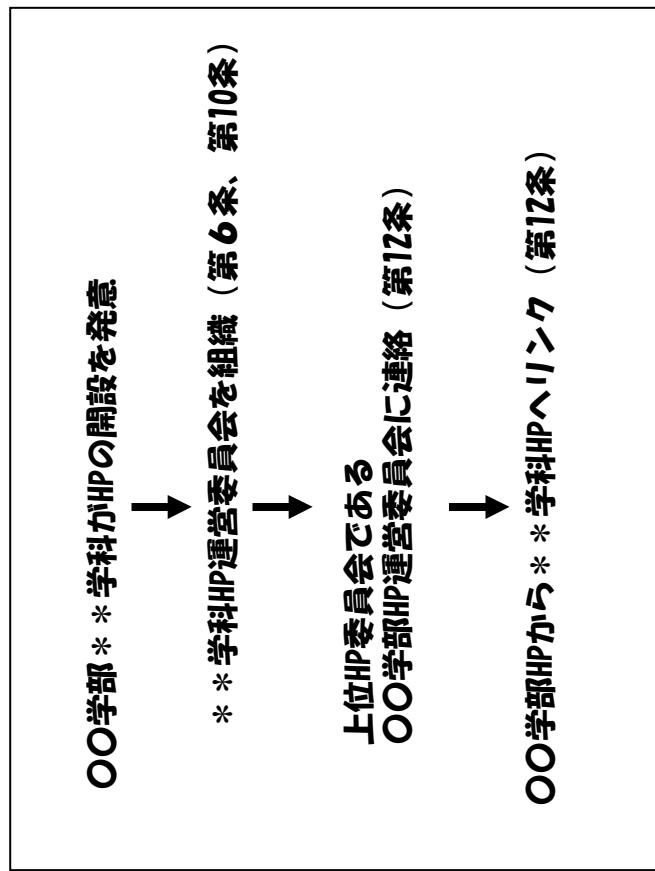 〇〇学部＊＊学科がHPの開設を発意
＊＊学科HP運営委員会を組織（第６条、第10条）
上位HP委員会である
〇〇学部HP運営委員会に連絡（第12条）
〇〇学部HPから＊＊学科HPへリンク（第12条）